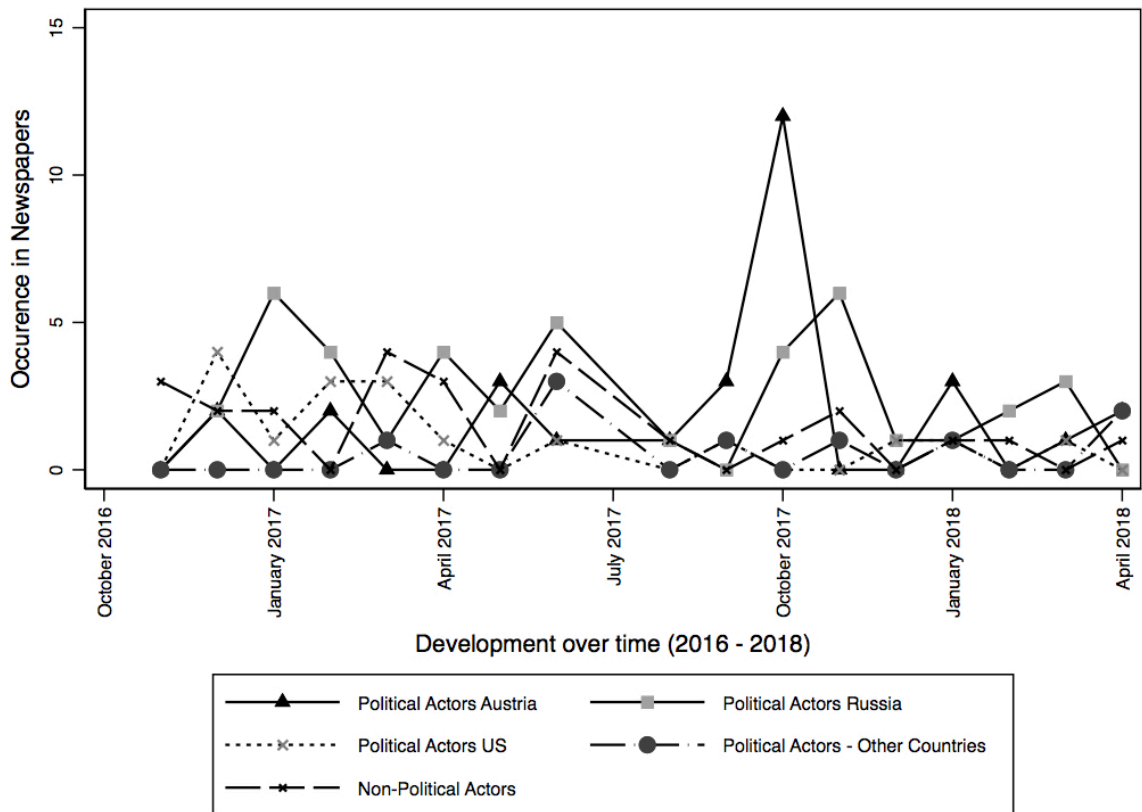 15
10
5
0
Occurence in Newspapers
October 2016
January 2017
April 2017
July 2017
October 2017
January 2018
April 2018
Development over time (2016 - 2018)
Political Actors Austria
Political Actors Russia
Political Actors US
Political Actors - Other Countries
Non-Political Actors